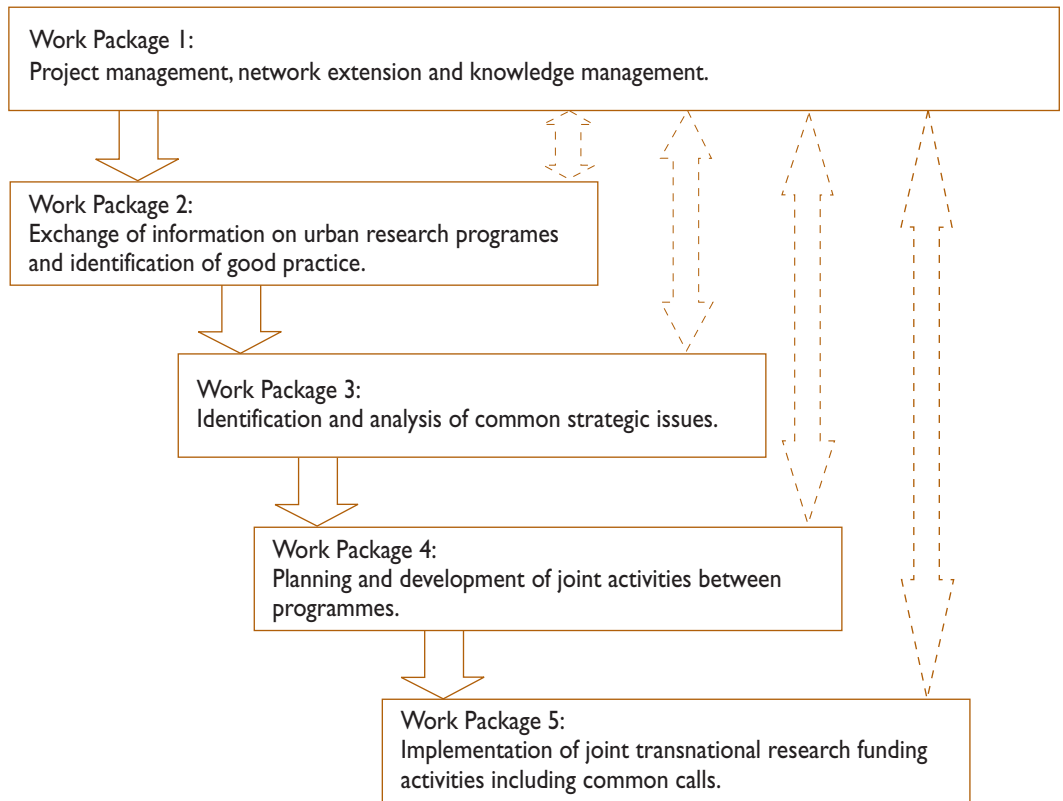 Work Package 1:
Project management, network extension and knowledge management.
Work Package 2:
Exchange of information on urban research programes
and identification of good practice.
Work Package 3:
Identification and analysis of common strategic issues.
Work Package 4:
Planning and development of joint activities between
programmes.
Work Package 5:
Implementation of joint transnational research funding
activities including common calls.